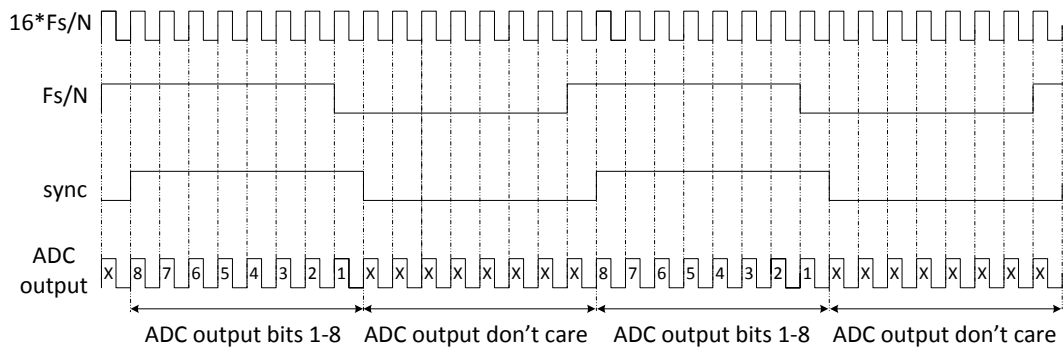 16*Fs/N
Fs/N
sync
ADC
output
X 8 7 6 5 4 3 2 1 X X X X X X X X 8 7 6 5 4 3 2 1 X X X X X X X X
ADC output bits 1-8 ADC output don't care ADC output bits 1-8 ADC output don't care